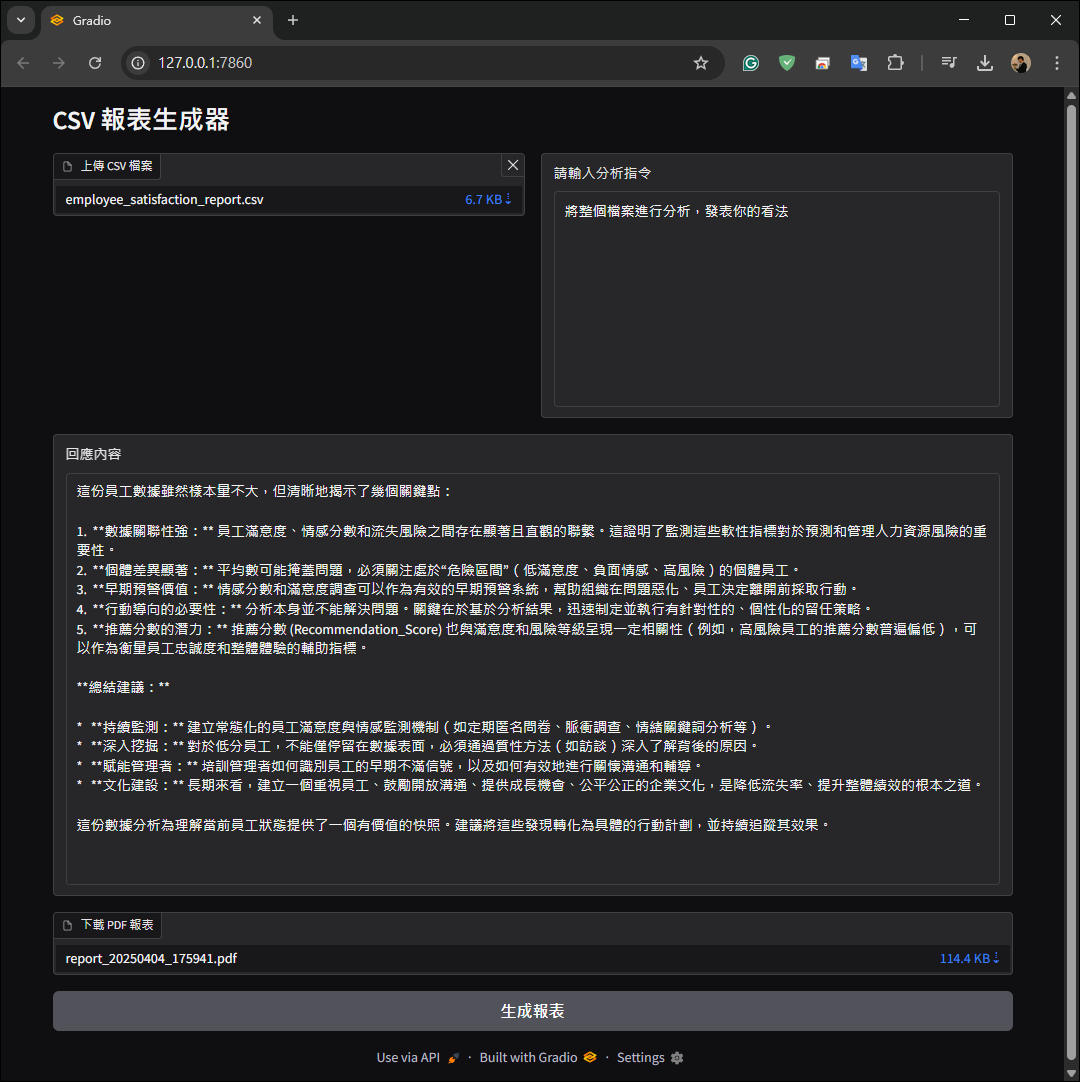 Gradio
127.0.0.1:7860
CSV 報表生成器
上傳 CSV 檔案
employee_satisfaction_report.csv
6.7 KB ⇣
請輸入分析指令
將整個檔案進行分析，發表你的看法
回應內容
這份員工數據雖然樣本量不大，但清晰地揭示了幾個關鍵點：
1. **數據關聯性強：** 員工滿意度、情感分數和流失風險之間存在顯著且直觀的聯繫。這證明了監測這些軟性指標對於預測和管理人力資源風險的重
要性。
2. **個體差異顯著：** 平均數可能掩蓋問題，必須關注處於“危險區間”（低滿意度、負面情感、高風險）的個體員工。
3. **早期預警價值：** 情感分數和滿意度調查可以作為有效的早期預警系統，幫助組織在問題惡化、員工決定離開前採取行動。
4. **行動導向的必要性：** 分析本身並不能解決問題。關鍵在於基於分析結果，迅速制定並執行有針對性的、個性化的留任策略。
5. **推薦分數的潛力：** 推薦分數 (Recommendation_Score) 也與滿意度和風險等級呈現一定相關性（例如，高風險員工的推薦分數普遍偏低），可
以作為衡量員工忠誠度和整體體驗的輔助指標。
**總結建議：**
* **持續監測：** 建立常態化的員工滿意度與情感監測機制（如定期匿名問卷、脈衝調查、情緒關鍵詞分析等）。
* **深入挖掘：** 對於低分員工，不能僅停留在數據表面，必須通過質性方法（如訪談）深入了解背後的原因。
* **賦能管理者：** 培訓管理者如何識別員工的早期不滿信號，以及如何有效地進行關懷溝通和輔導。
* **文化建設：** 長期來看，建立一個重視員工、鼓勵開放溝通、提供成長機會、公平公正的企業文化，是降低流失率、提升整體績效的根本之道。
這份數據分析為理解當前員工狀態提供了一個有價值的快照。建議將這些發現轉化為具體的行動計劃，並持續追蹤其效果。
下載 PDF 報表
report_20250404_175941.pdf
114.4 KB ⇣
生成報表
Use via API · Built with Gradio · Settings